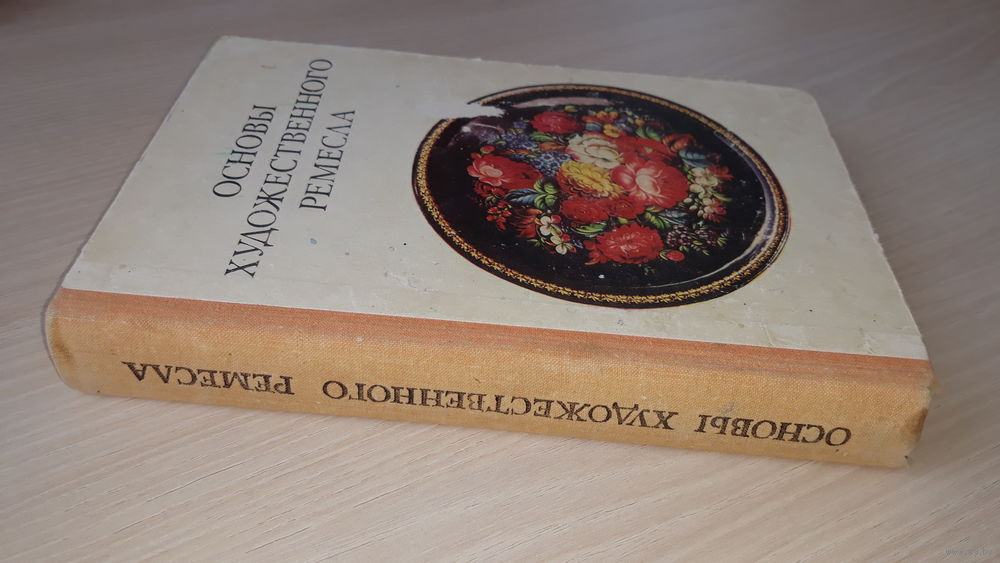 ОСНОВЫ
ХУДОЖЕСТВЕННОГО
РЕМЕСЛА
ОСНОВЫ ХУДОЖЕСТВЕННОГО РЕМЕСЛА